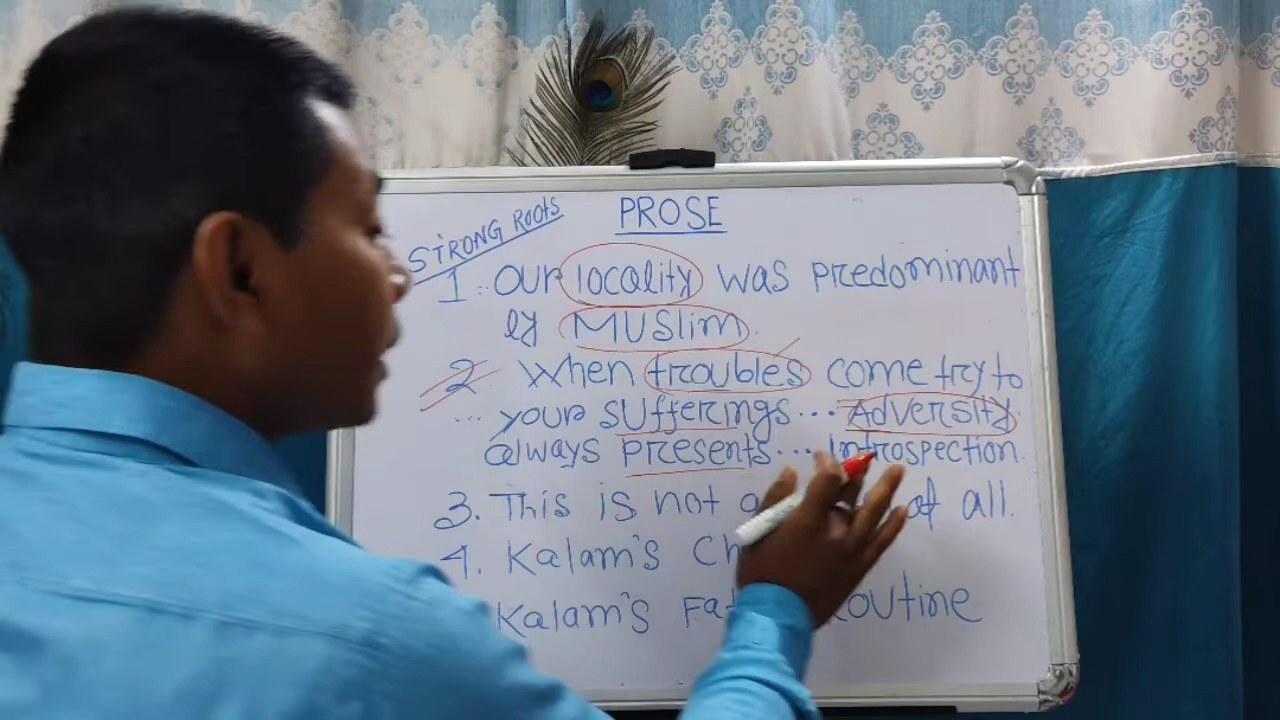 STRONG ROOTS
PROSE
1. OUR locality was predominant
ly MUSlim.
2. When troubles come try to
... your sufferings... Adversity
always presents... Introspection.
3. This is not at all.
4. Kalam's
Kalam's Routine